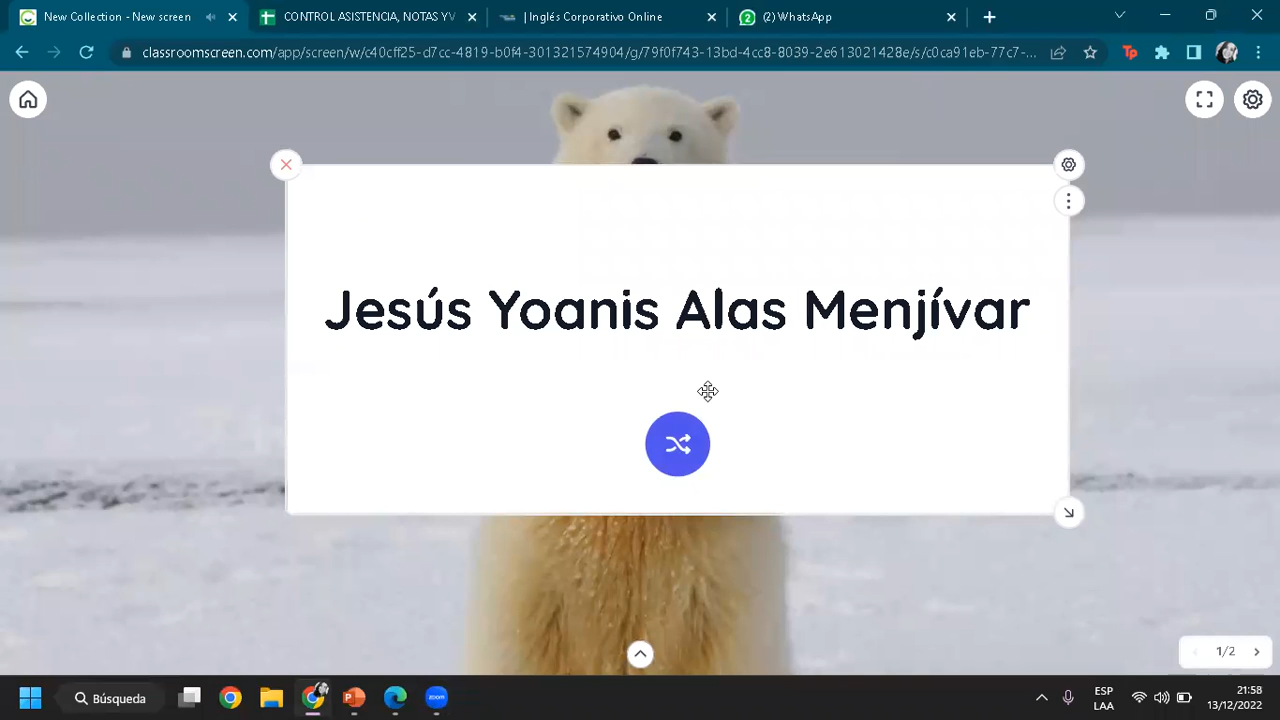 New Collection - New screen
CONTROL ASISTENCIA, NOTAS Y V
| Inglés Corporativo Online
(2) WhatsApp
classroomscreen.com/app/screen/w/c40cff25-d7cc-4819-b0f4-301321574904/g/79f0f743-13bd-4cc8-8039-2e613021428e/s/c0ca91eb-77c7-...
Jesús Yoanis Alas Menjívar
1/2
Búsqueda
zoom
ESP
LAA
21:58
13/12/2022